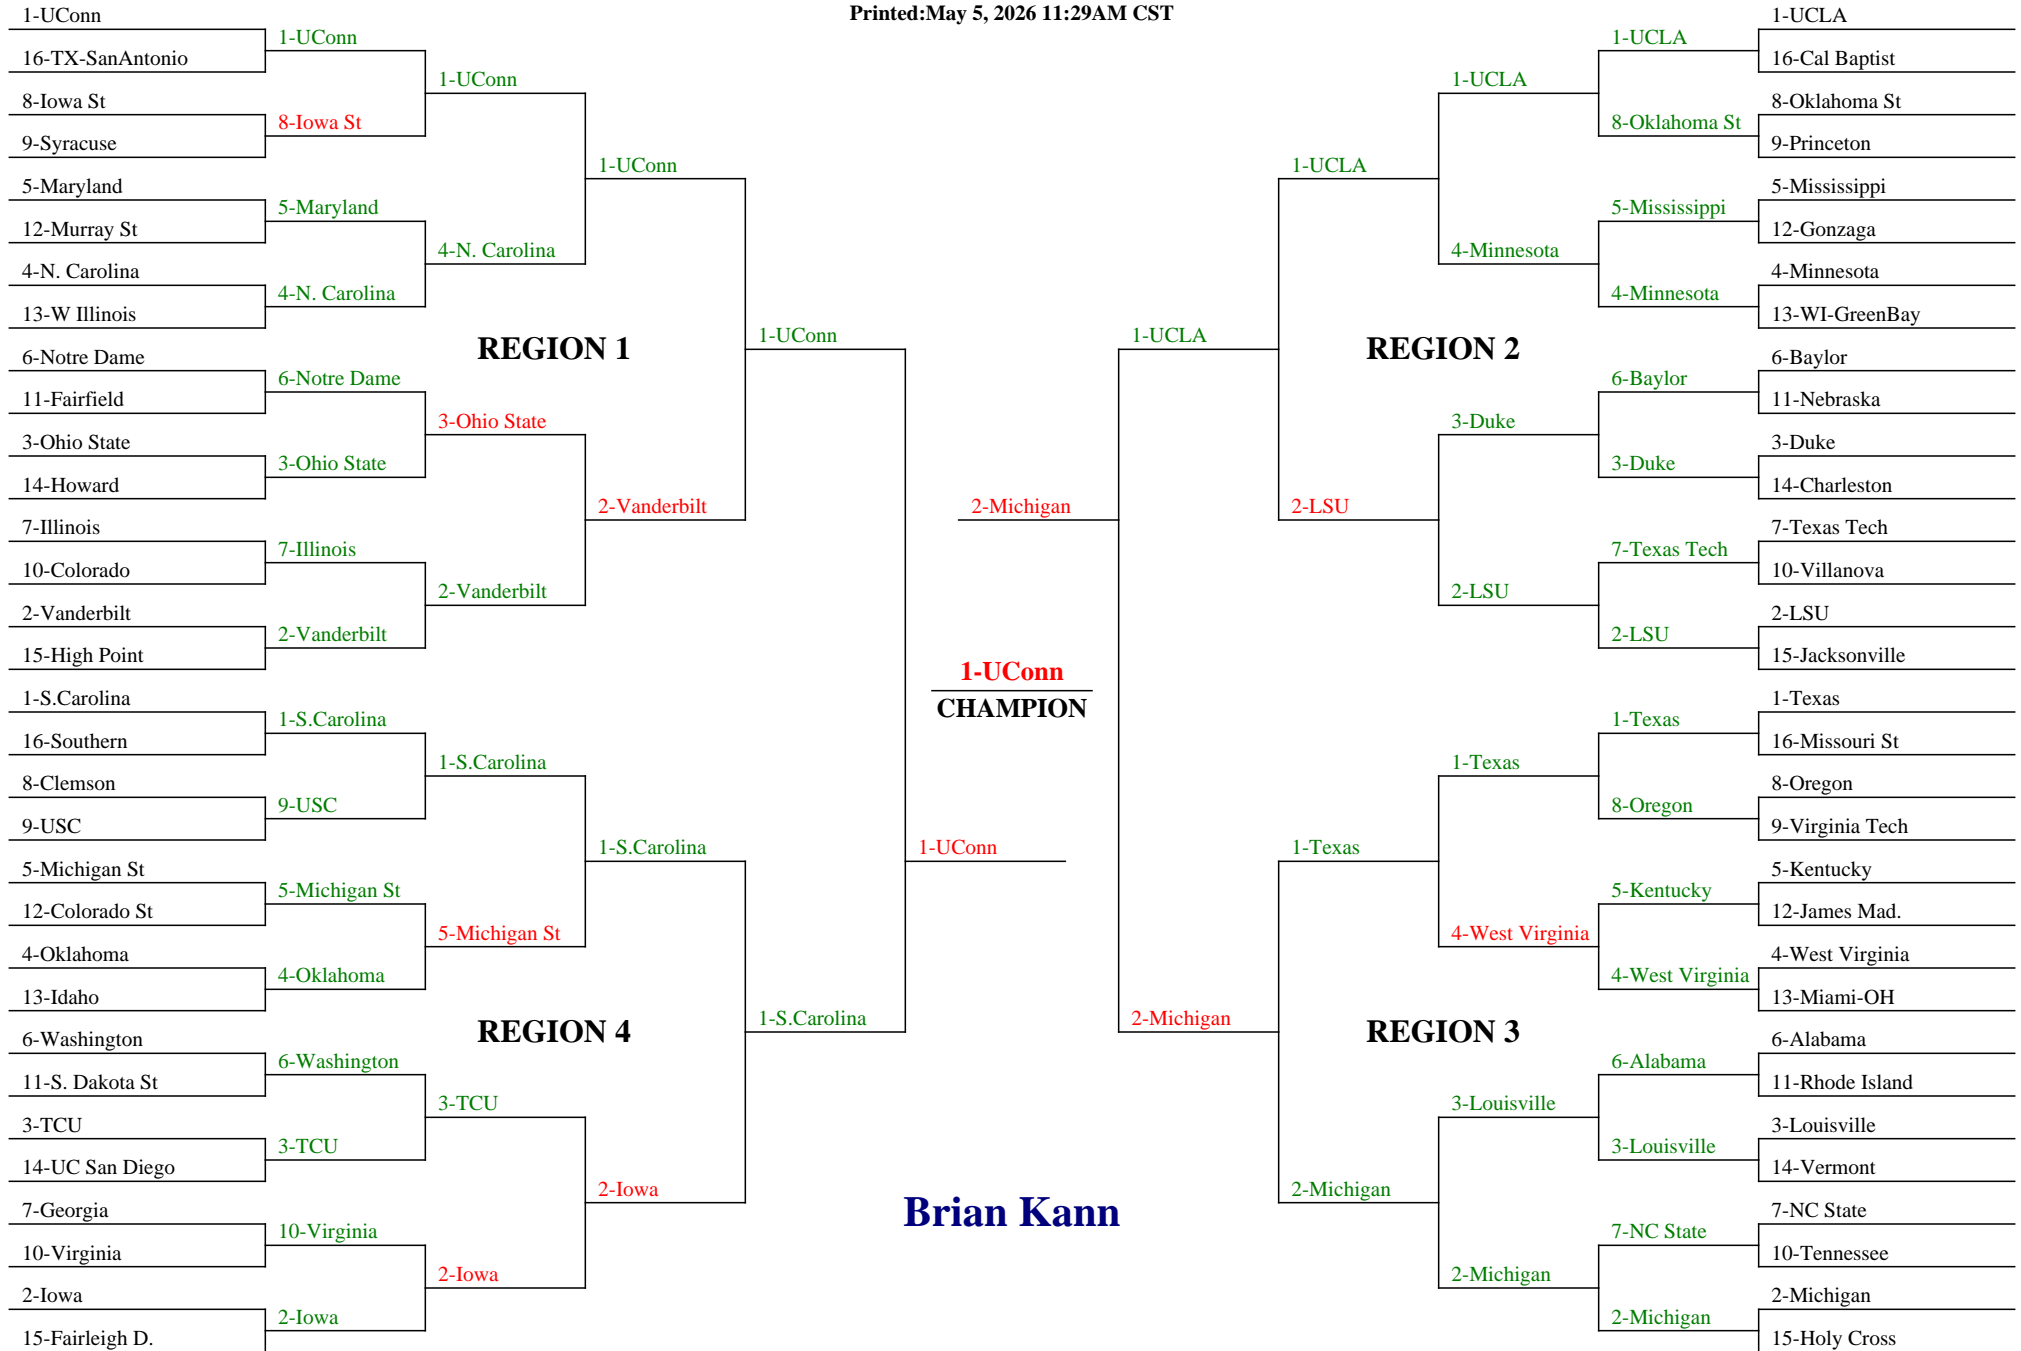 Printed:May 5, 2026 11:29AM CST
1-UConn
16-TX-SanAntonio
8-Iowa St
9-Syracuse
5-Maryland
12-Murray St
4-N. Carolina
13-W Illinois
6-Notre Dame
11-Fairfield
3-Ohio State
14-Howard
7-Illinois
10-Colorado
2-Vanderbilt
15-High Point
1-S.Carolina
16-Southern
8-Clemson
9-USC
5-Michigan St
12-Colorado St
4-Oklahoma
13-Idaho
6-Washington
11-S. Dakota St
3-TCU
14-UC San Diego
7-Georgia
10-Virginia
2-Iowa
15-Fairleigh D.
1-UConn
8-Iowa St
5-Maryland
4-N. Carolina
6-Notre Dame
3-Ohio State
7-Illinois
2-Vanderbilt
1-S.Carolina
9-USC
5-Michigan St
4-Oklahoma
6-Washington
3-TCU
10-Virginia
2-Iowa
1-UConn
4-N. Carolina
3-Ohio State
2-Vanderbilt
1-S.Carolina
5-Michigan St
3-TCU
2-Iowa
REGION 1
REGION 4
1-UConn
2-Vanderbilt
1-S.Carolina
2-Iowa
1-UConn
1-S.Carolina
1-UConn
2-Michigan
1-UConn
CHAMPION
Brian Kann
1-UCLA
2-Michigan
1-UCLA
2-LSU
1-Texas
2-Michigan
REGION 2
REGION 3
1-UCLA
4-Minnesota
3-Duke
2-LSU
1-Texas
4-West Virginia
3-Louisville
2-Michigan
1-UCLA
8-Oklahoma St
5-Mississippi
4-Minnesota
6-Baylor
3-Duke
7-Texas Tech
2-LSU
1-Texas
8-Oregon
5-Kentucky
4-West Virginia
6-Alabama
3-Louisville
7-NC State
2-Michigan
1-UCLA
16-Cal Baptist
8-Oklahoma St
9-Princeton
5-Mississippi
12-Gonzaga
4-Minnesota
13-WI-GreenBay
6-Baylor
11-Nebraska
3-Duke
14-Charleston
7-Texas Tech
10-Villanova
2-LSU
15-Jacksonville
1-Texas
16-Missouri St
8-Oregon
9-Virginia Tech
5-Kentucky
12-James Mad.
4-West Virginia
13-Miami-OH
6-Alabama
11-Rhode Island
3-Louisville
14-Vermont
7-NC State
10-Tennessee
2-Michigan
15-Holy Cross